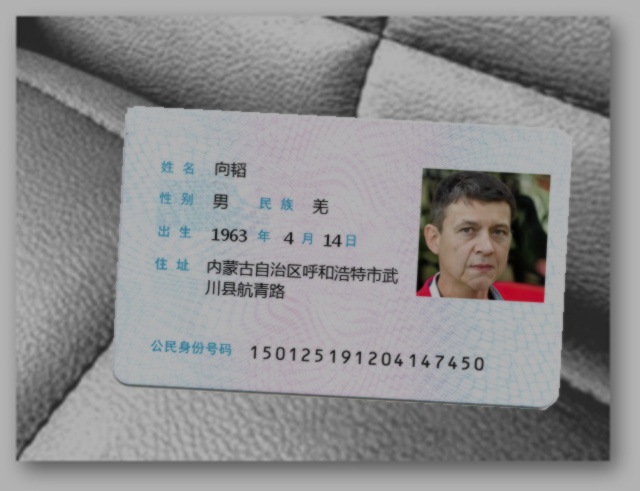 姓名 向韬
性别 男 民族 羌
出生 1963 年 4 月 14 日
住址 内蒙古自治区呼和浩特市武
川县航青路
公民身份号码 150125191204147450